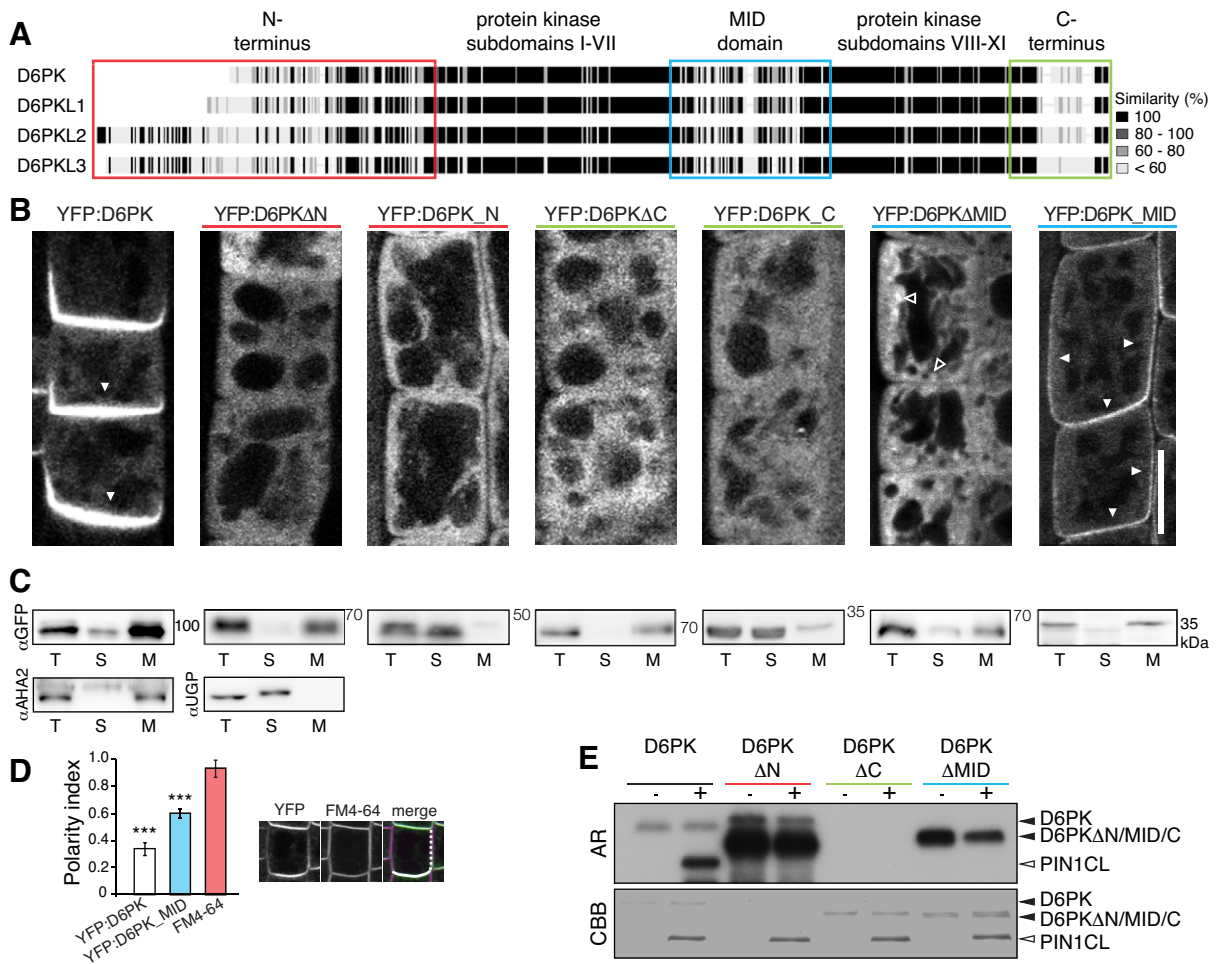 A
N-
terminus
protein kinase
subdomains I-VII
MID
domain
protein kinase
subdomains VIII-XI
C-
terminus
D6PK
D6PKL1
D6PKL2
D6PKL3
Similarity (%)
100
80 - 100
60 - 80
< 60
B
YFP:D6PK
YFP:D6PKΔN
YFP:D6PK_N
YFP:D6PKΔC
YFP:D6PK_C
YFP:D6PKΔMID
YFP:D6PK_MID
C
αGFP
100
70
50
70
35
70
35
kDa
T S M
T S M
T S M
T S M
T S M
T S M
T S M
αAHA2
αUGP
T S M
T S M
D
Polarity index
1.0
0.8
0.6
0.4
0.2
0
***
***
YFP:D6PK
YFP:D6PK_MID
FM4-64
YFP
FM4-64
merge
E
D6PK
D6PK
ΔN
D6PK
ΔC
D6PK
ΔMID
- + - + - + - +
AR
D6PK
D6PKΔN/MID/C
PIN1CL
CBB
D6PK
D6PKΔN/MID/C
PIN1CL